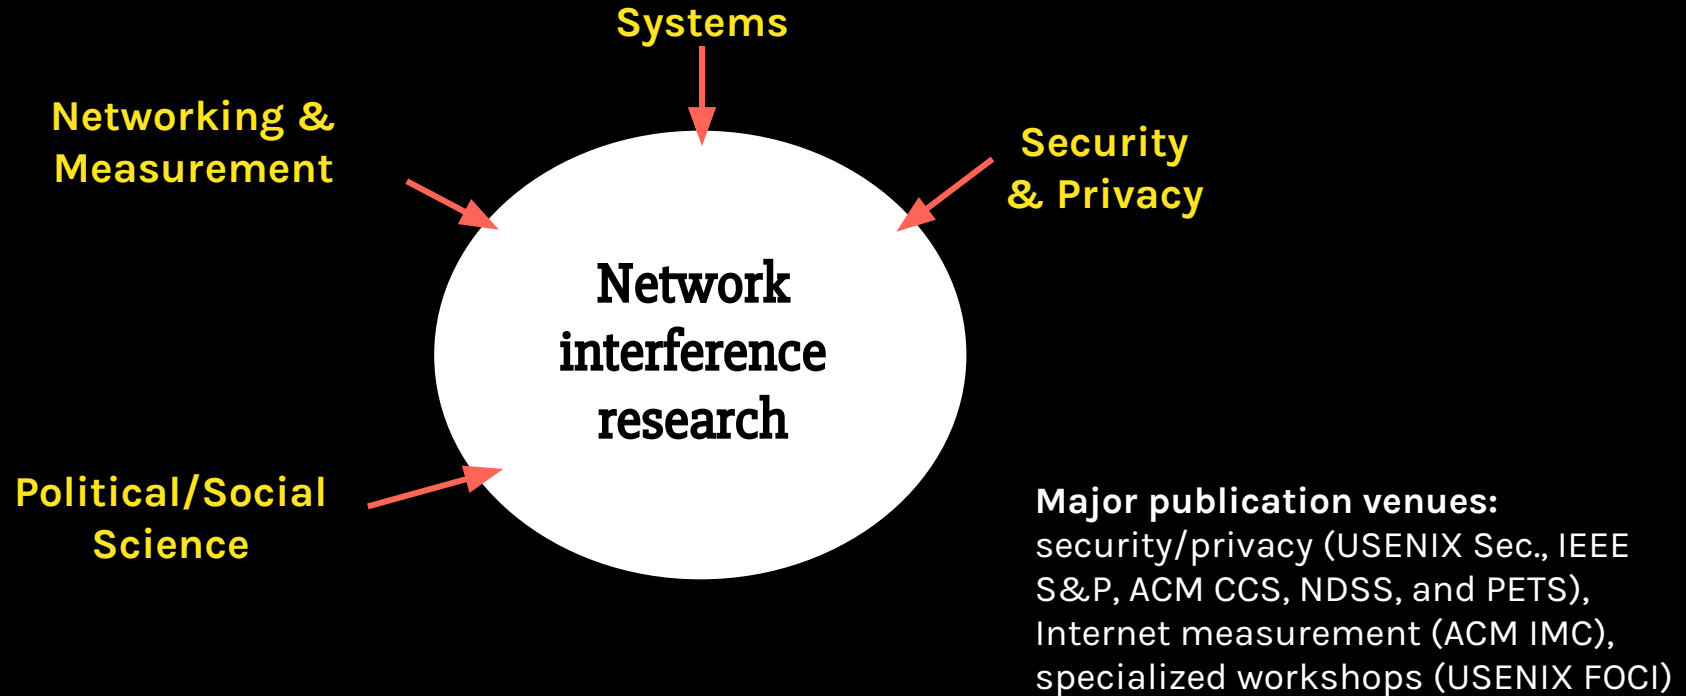 Systems
Networking &
Measurement
Security
& Privacy
Network
interference
research
Political/Social
Science
Major publication venues:
security/privacy (USENIX Sec., IEEE
S&P, ACM CCS, NDSS, and PETS),
Internet measurement (ACM IMC),
specialized workshops (USENIX FOCI)